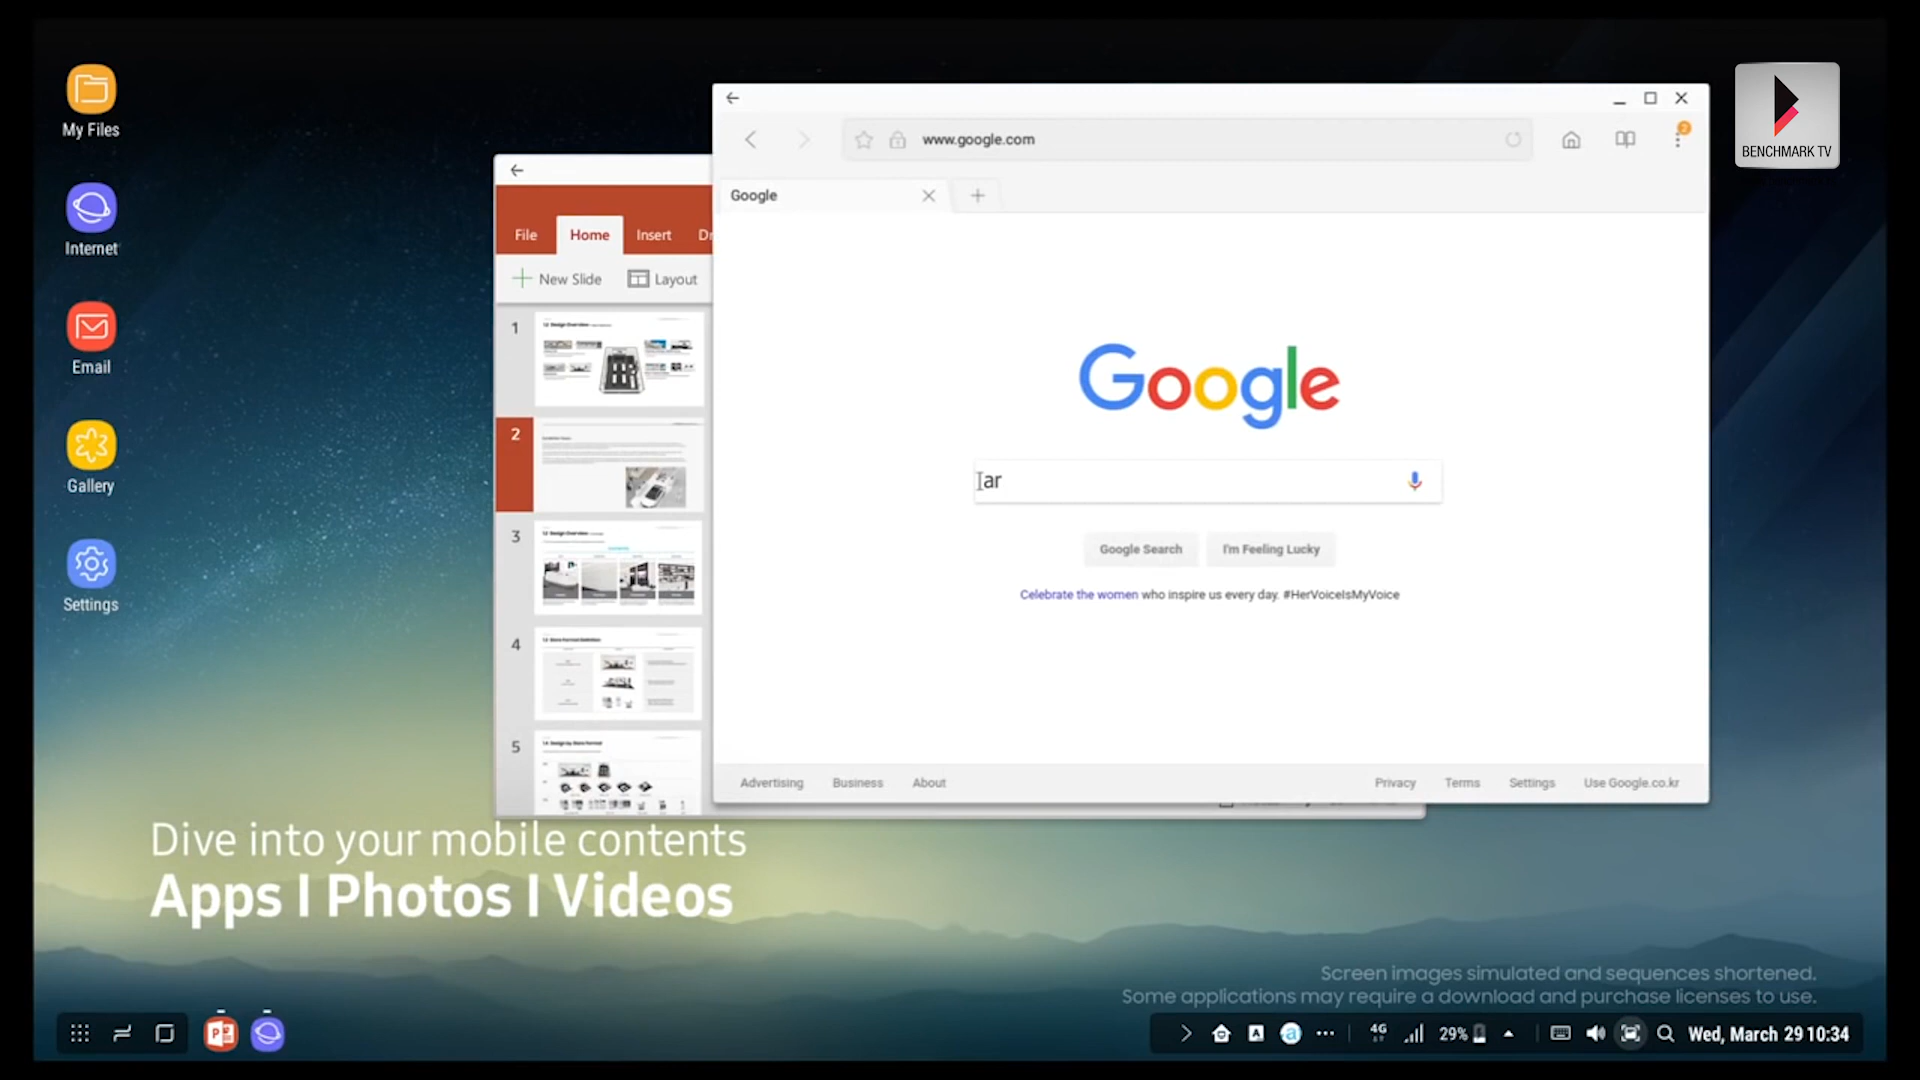 My Files
Internet
Email
Gallery
Settings
BENCHMARK TV
www.google.com
2
Google
File
Home
Insert
Dr
New Slide
Layout
1
2
3
4
5
Google
ar
Google Search
I'm Feeling Lucky
Celebrate the women who inspire us every day. #HerVoiceIsMyVoice
Advertising
Business
About
Privacy
Terms
Settings
Use Google.co.kr
Dive into your mobile contents
Apps I Photos I Videos
Screen images simulated and sequences shortened.
Some applications may require a download and purchase licenses to use.
P
A
a
4G
29%
Wed, March 29 10:34